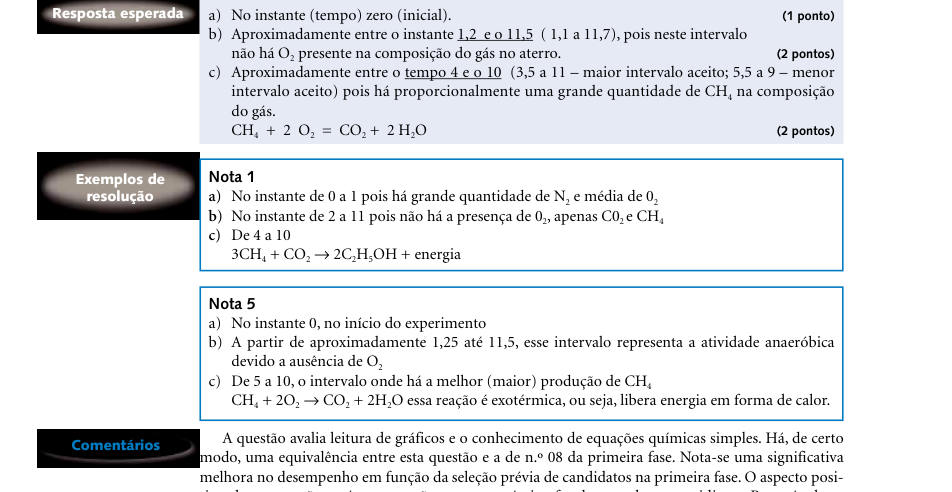 Resposta esperada
a) No instante (tempo) zero (inicial). (1 ponto)
b) Aproximadamente entre o instante 1,2 e o 11,5 ( 1,1 a 11,7), pois neste intervalo
não há O₂ presente na composição do gás no aterro. (2 pontos)
c) Aproximadamente entre o tempo 4 e o 10 (3,5 a 11 – maior intervalo aceito; 5,5 a 9 – menor
intervalo aceito) pois há proporcionalmente uma grande quantidade de CH₄ na composição
do gás.
CH₄ + 2 O₂ = CO₂ + 2 H₂O (2 pontos)
Exemplos de
resolução
Nota 1
a) No instante de 0 a 1 pois há grande quantidade de N₂ e média de 0₂
b) No instante de 2 a 11 pois não há a presença de 0₂, apenas C0₂ e CH₄
c) De 4 a 10
3CH₄ + CO₂ → 2C₂H₅OH + energia
Nota 5
a) No instante 0, no início do experimento
b) A partir de aproximadamente 1,25 até 11,5, esse intervalo representa a atividade anaeróbica
devido a ausência de O₂
c) De 5 a 10, o intervalo onde há a melhor (maior) produção de CH₄
CH₄ + 2O₂ → CO₂ + 2H₂O essa reação é exotérmica, ou seja, libera energia em forma de calor.
Comentários
A questão avalia leitura de gráficos e o conhecimento de equações químicas simples. Há, de certo
modo, uma equivalência entre esta questão e a de n.º 08 da primeira fase. Nota-se uma significativa
melhora no desempenho em função da seleção prévia de candidatos na primeira fase. O aspecto posi-